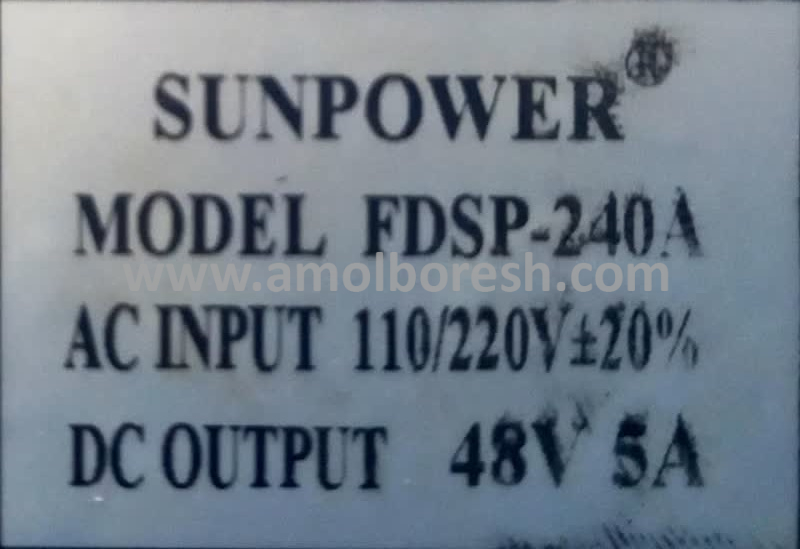 SUNPOWER®
MODEL FDSP-240A
www.amolboresh.com
AC INPUT 110/220V±20%
DC OUTPUT 48V 5A